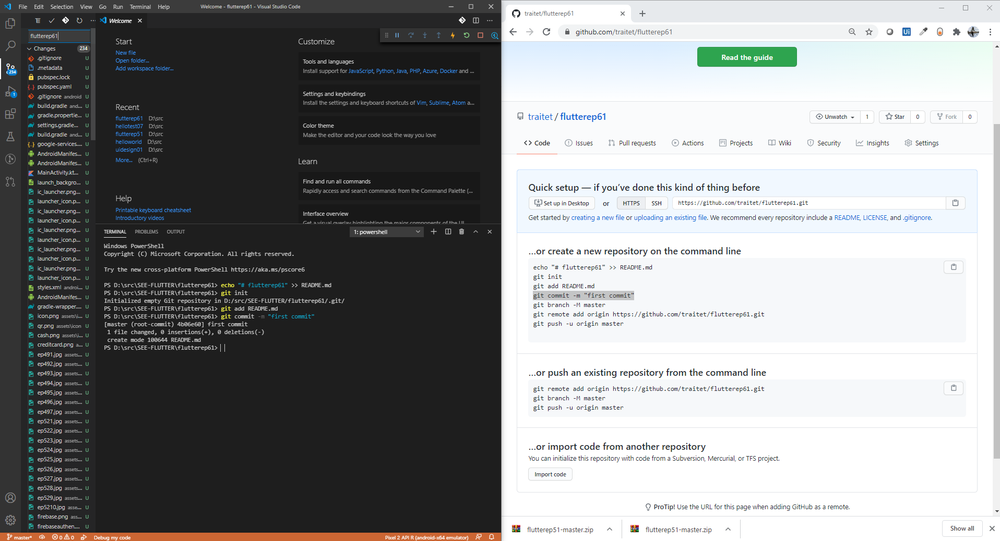 File Edit Selection View Go Run Terminal Help
Welcome - flutterep61 - Visual Studio Code
Welcome
flutterep61
Changes 234
.gitignore U
.metadata U
pubspec.lock U
pubspec.yaml U
.gitignore android U
build.gradle and... U
gradle.propertie... U
settings.gradle... U
build.gradle and... U
google-services.... U
AndroidManifes... U
AndroidManifes... U
MainActivity.kt... U
launch_backgro... U
ic_launcher.png... U
launcher_icon.p... U
ic_launcher.png... U
launcher_icon.p... U
ic_launcher.png... U
launcher_icon.p... U
ic_launcher.png... U
launcher_icon.p... U
ic_launcher.png... U
launcher_icon.p... U
styles.xml androi... U
AndroidManifes... U
gradle-wrapper.... U
icon.png assets\i... U
qr.png assets\icon U
cash.png assets\i... U
creditcard.png a... U
ep491.jpg assets... U
ep492.jpg assets... U
ep493.jpg assets... U
ep494.jpg assets... U
ep495.jpg assets... U
ep496.jpg assets... U
ep497.jpg assets... U
ep521.jpg assets... U
ep522.jpg assets... U
ep523.jpg assets... U
ep524.jpg assets... U
ep525.jpg assets... U
ep526.jpg assets... U
ep527.jpg assets... U
ep528.jpg assets... U
ep529.jpg assets... U
ep5210.jpg asse... U
firebase.png ass... U
firebaseauthen.... U
234
1
Start
New file
Open folder...
Add workspace folder...
Recent
flutterep61 D:\src
hellotest07 D:\src
flutterep51 D:\src
helloworld D:\src
uidesign01 D:\src
More... (Ctrl+R)
Help
Printable keyboard cheatsheet
Introductory videos
Customize
Tools and languages
Install support for JavaScript, Python, Java, PHP, Azure, Docker and ...
Settings and keybindings
Install the settings and keyboard shortcuts of Vim, Sublime, Atom a...
Color theme
Make the editor and your code look the way you love
Learn
Find and run all commands
Rapidly access and search commands from the Command Palette (...
Interface overview
Get a visual overlay highlighting the major components of the UI
TERMINAL PROBLEMS OUTPUT
1: powershell
Windows PowerShell
Copyright (C) Microsoft Corporation. All rights reserved.
Try the new cross-platform PowerShell https://aka.ms/pscore6
PS D:\src\SEE-FLUTTER\flutterep61> echo "# flutterep61" >> README.md
PS D:\src\SEE-FLUTTER\flutterep61> git init
Initialized empty Git repository in D:/src/SEE-FLUTTER/flutterep61/.git/
PS D:\src\SEE-FLUTTER\flutterep61> git add README.md
PS D:\src\SEE-FLUTTER\flutterep61> git commit -m "first commit"
[master (root-commit) 4b06e60] first commit
1 file changed, 0 insertions(+), 0 deletions(-)
create mode 100644 README.md
PS D:\src\SEE-FLUTTER\flutterep61>
master* 0 0 Debug my code
Pixel 2 API R (android-x64 emulator)
traitet/flutterep61
github.com/traitet/flutterep61
Ui
Read the guide
traitet / flutterep61
Unwatch 1 Star 0 Fork 0
Code Issues Pull requests Actions Projects Wiki Security Insights Settings
Quick setup — if you've done this kind of thing before
Set up in Desktop or HTTPS SSH https://github.com/traitet/flutterep61.git
Get started by creating a new file or uploading an existing file. We recommend every repository include a README, LICENSE, and .gitignore.
...or create a new repository on the command line
echo "# flutterep61" >> README.md
git init
git add README.md
git commit -m "first commit"
git branch -M master
git remote add origin https://github.com/traitet/flutterep61.git
git push -u origin master
...or push an existing repository from the command line
git remote add origin https://github.com/traitet/flutterep61.git
git branch -M master
git push -u origin master
...or import code from another repository
You can initialize this repository with code from a Subversion, Mercurial, or TFS project.
Import code
ProTip! Use the URL for this page when adding GitHub as a remote.
flutterep51-master.zip
flutterep51-master.zip
Show all